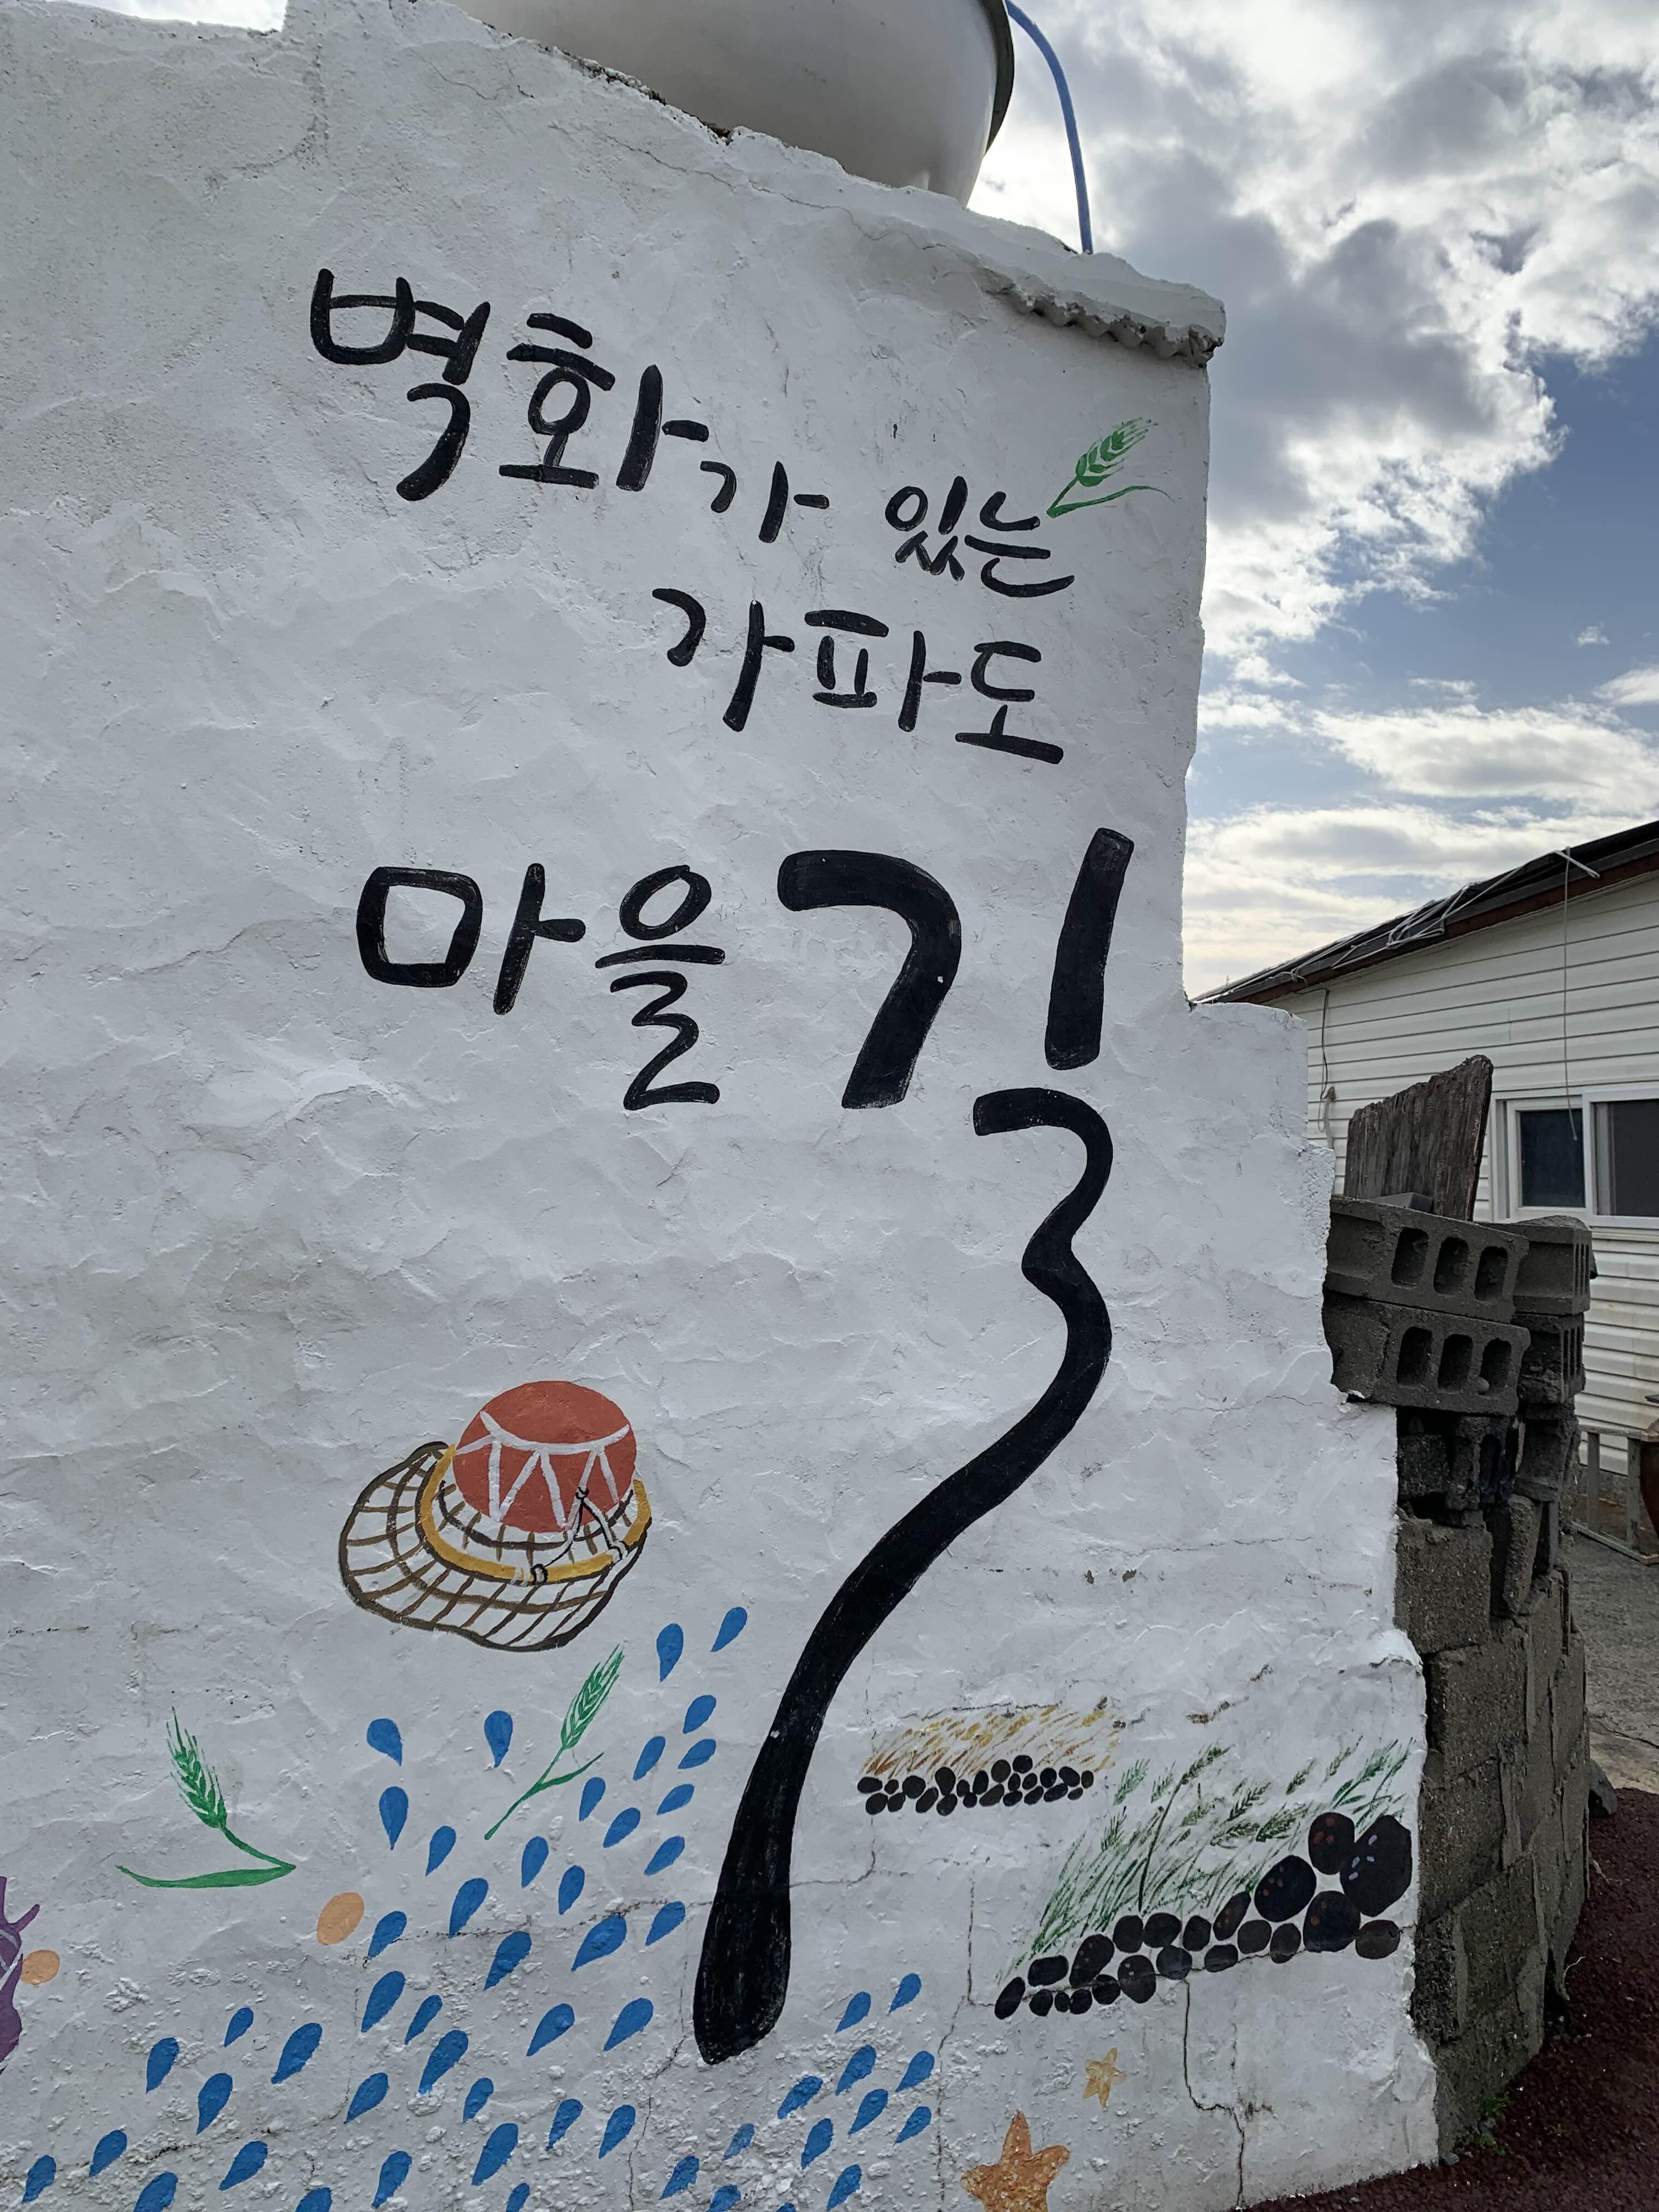 벽화가 있는
가파도
마을길